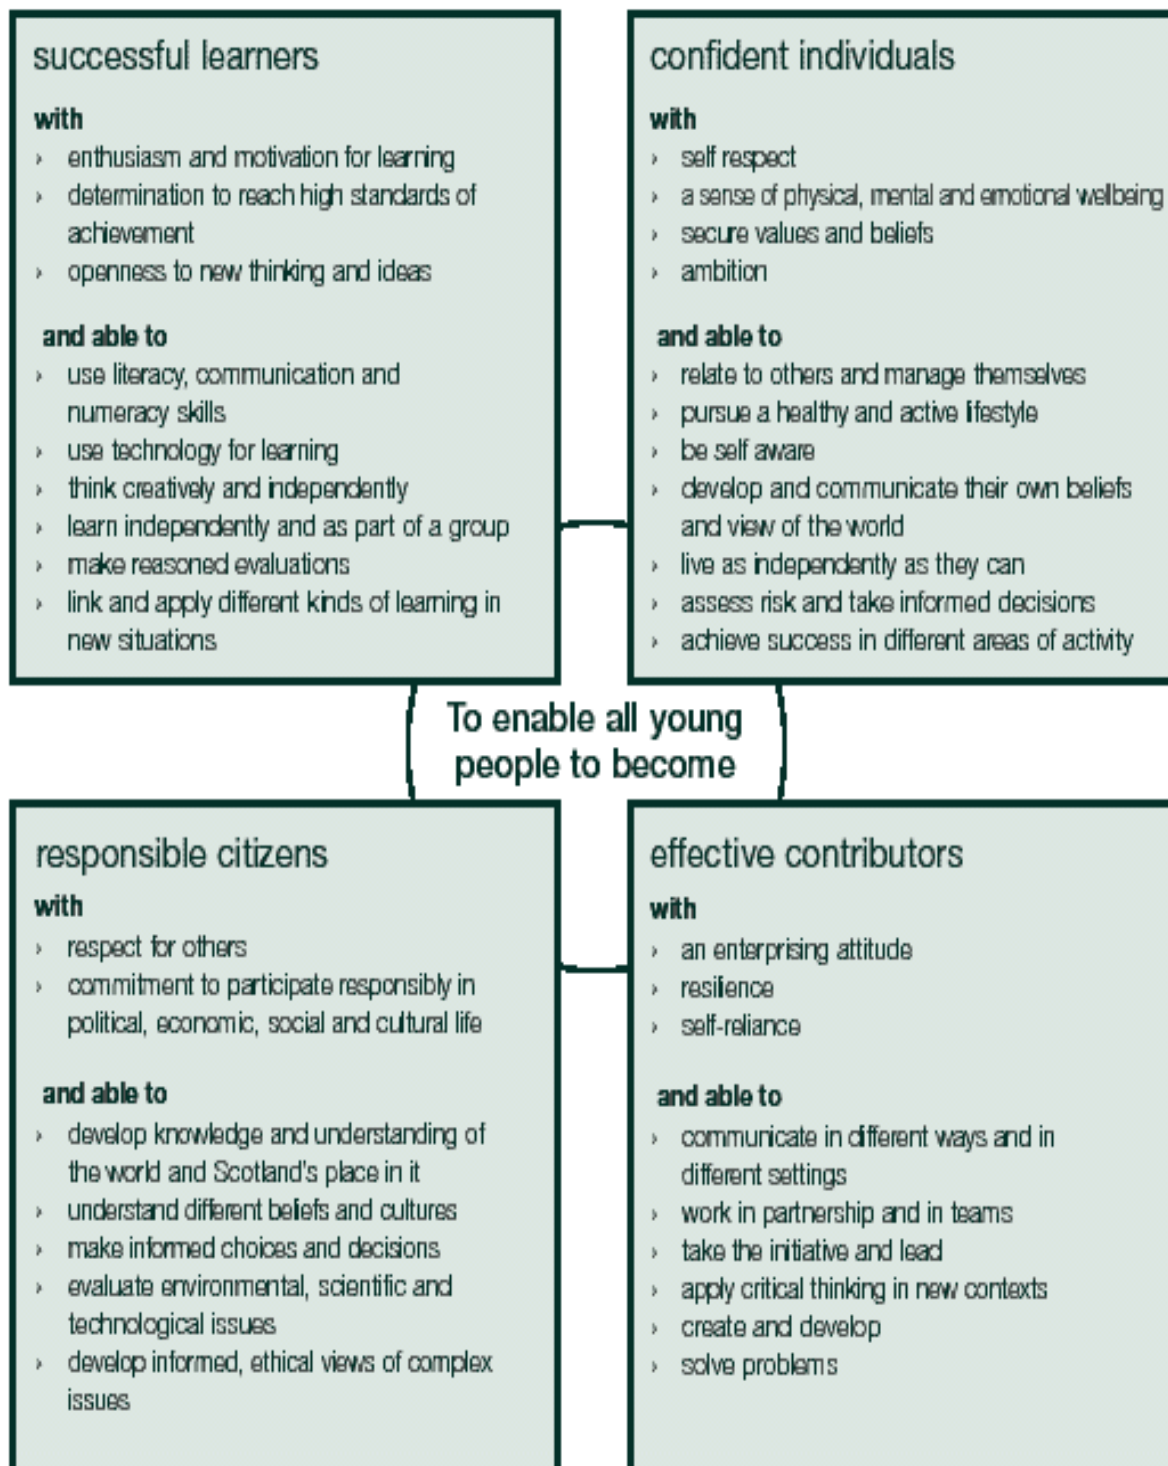 successful learners
with
› enthusiasm and motivation for learning
› determination to reach high standards of
achievement
› openness to new thinking and ideas
and able to
› use literacy, communication and
numeracy skills
› use technology for learning
› think creatively and independently
› learn independently and as part of a group
› make reasoned evaluations
› link and apply different kinds of learning in
new situations
confident individuals
with
› self respect
› a sense of physical, mental and emotional wellbeing
› secure values and beliefs
› ambition
and able to
› relate to others and manage themselves
› pursue a healthy and active lifestyle
› be self aware
› develop and communicate their own beliefs
and view of the world
› live as independently as they can
› assess risk and take informed decisions
› achieve success in different areas of activity
To enable all young
people to become
responsible citizens
with
› respect for others
› commitment to participate responsibly in
political, economic, social and cultural life
and able to
› develop knowledge and understanding of
the world and Scotland's place in it
› understand different beliefs and cultures
› make informed choices and decisions
› evaluate environmental, scientific and
technological issues
› develop informed, ethical views of complex
issues
effective contributors
with
› an enterprising attitude
› resilience
› self-reliance
and able to
› communicate in different ways and in
different settings
› work in partnership and in teams
› take the initiative and lead
› apply critical thinking in new contexts
› create and develop
› solve problems